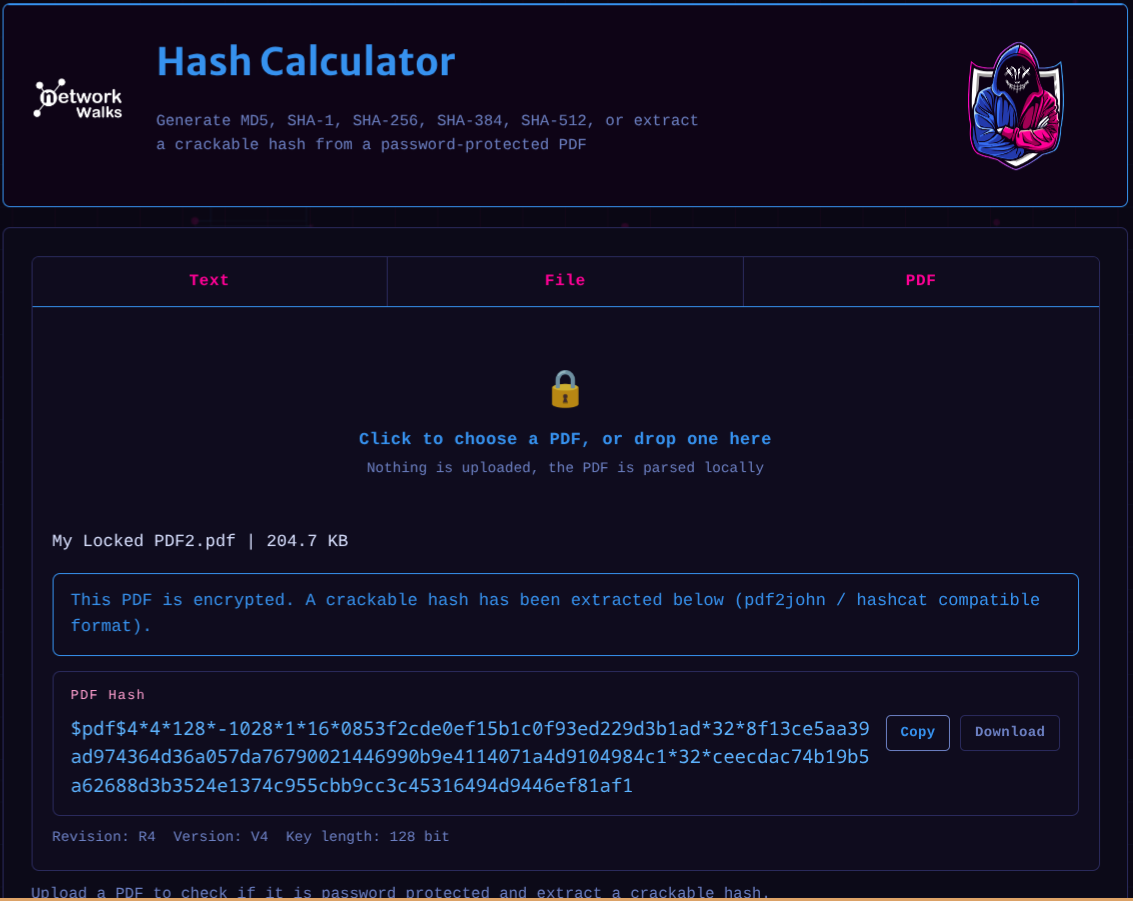 network
walks
Hash Calculator
Generate MD5, SHA-1, SHA-256, SHA-384, SHA-512, or extract
a crackable hash from a password-protected PDF
Text
File
PDF
Click to choose a PDF, or drop one here
Nothing is uploaded, the PDF is parsed locally
My Locked PDF2.pdf | 204.7 KB
This PDF is encrypted. A crackable hash has been extracted below (pdf2john / hashcat compatible
format).
PDF Hash
$pdf$4*4*128*-1028*1*16*0853f2cde0ef15b1c0f93ed229d3b1ad*32*8f13ce5aa39
ad974364d36a057da76790021446990b9e4114071a4d9104984c1*32*ceecdac74b19b5
a62688d3b3524e1374c955cbb9cc3c45316494d9446ef81af1
Copy
Download
Revision: R4 Version: V4 Key length: 128 bit
Upload a PDF to check if it is password protected and extract a crackable hash.